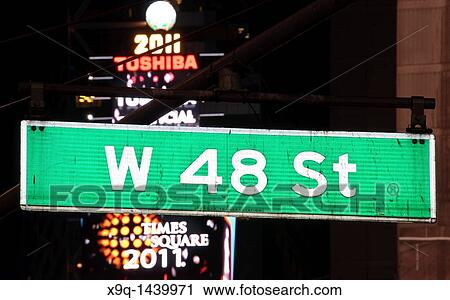 2011
TOSHIBA
W 48 St
FOTOSEARCH®
TIMES
SQUARE
2011
x9q-1439971 www.fotosearch.com